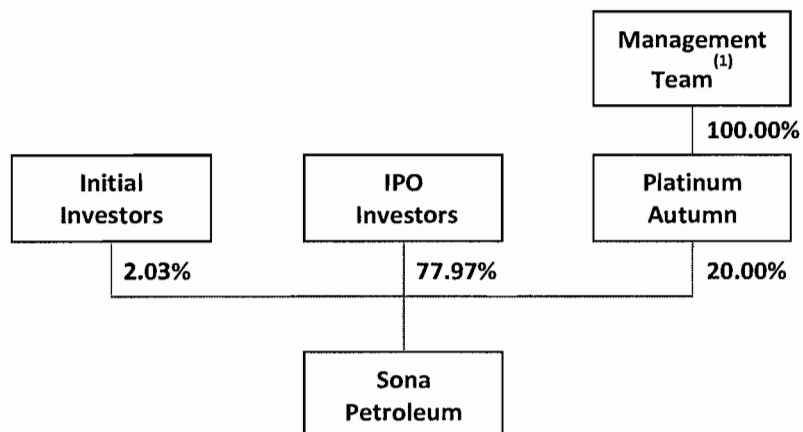 Management
Team(1)
100.00%
Initial
Investors
IPO
Investors
Platinum
Autumn
2.03%
77.97%
20.00%
Sona
Petroleum